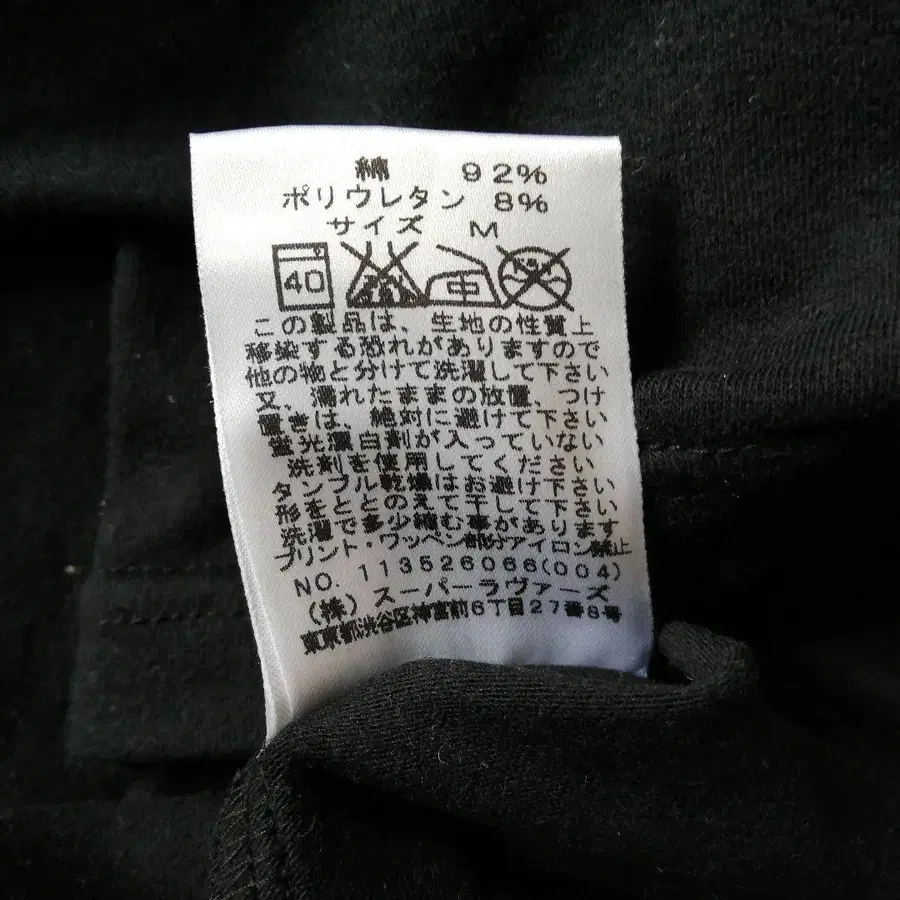 綿 92%
ポリウレタン 8%
サイズ M
40 中
この製品は、生地の性質上
移染する恐れがありますので
他の物と分けて洗濯して下さい
又、濡れたままの放置、つけ
置きは、絶対に避けて下さい
蛍光漂白剤が入っていない
洗剤を使用してください
タンブル乾燥はお避け下さい
形をととのえて干して下さい
洗濯で多少縮む事があります
プリント・ワッペン部分アイロン禁止
NO. 113526066(004)
(株)スーパーラヴァーズ
東京都渋谷区神宮前6丁目27番8号